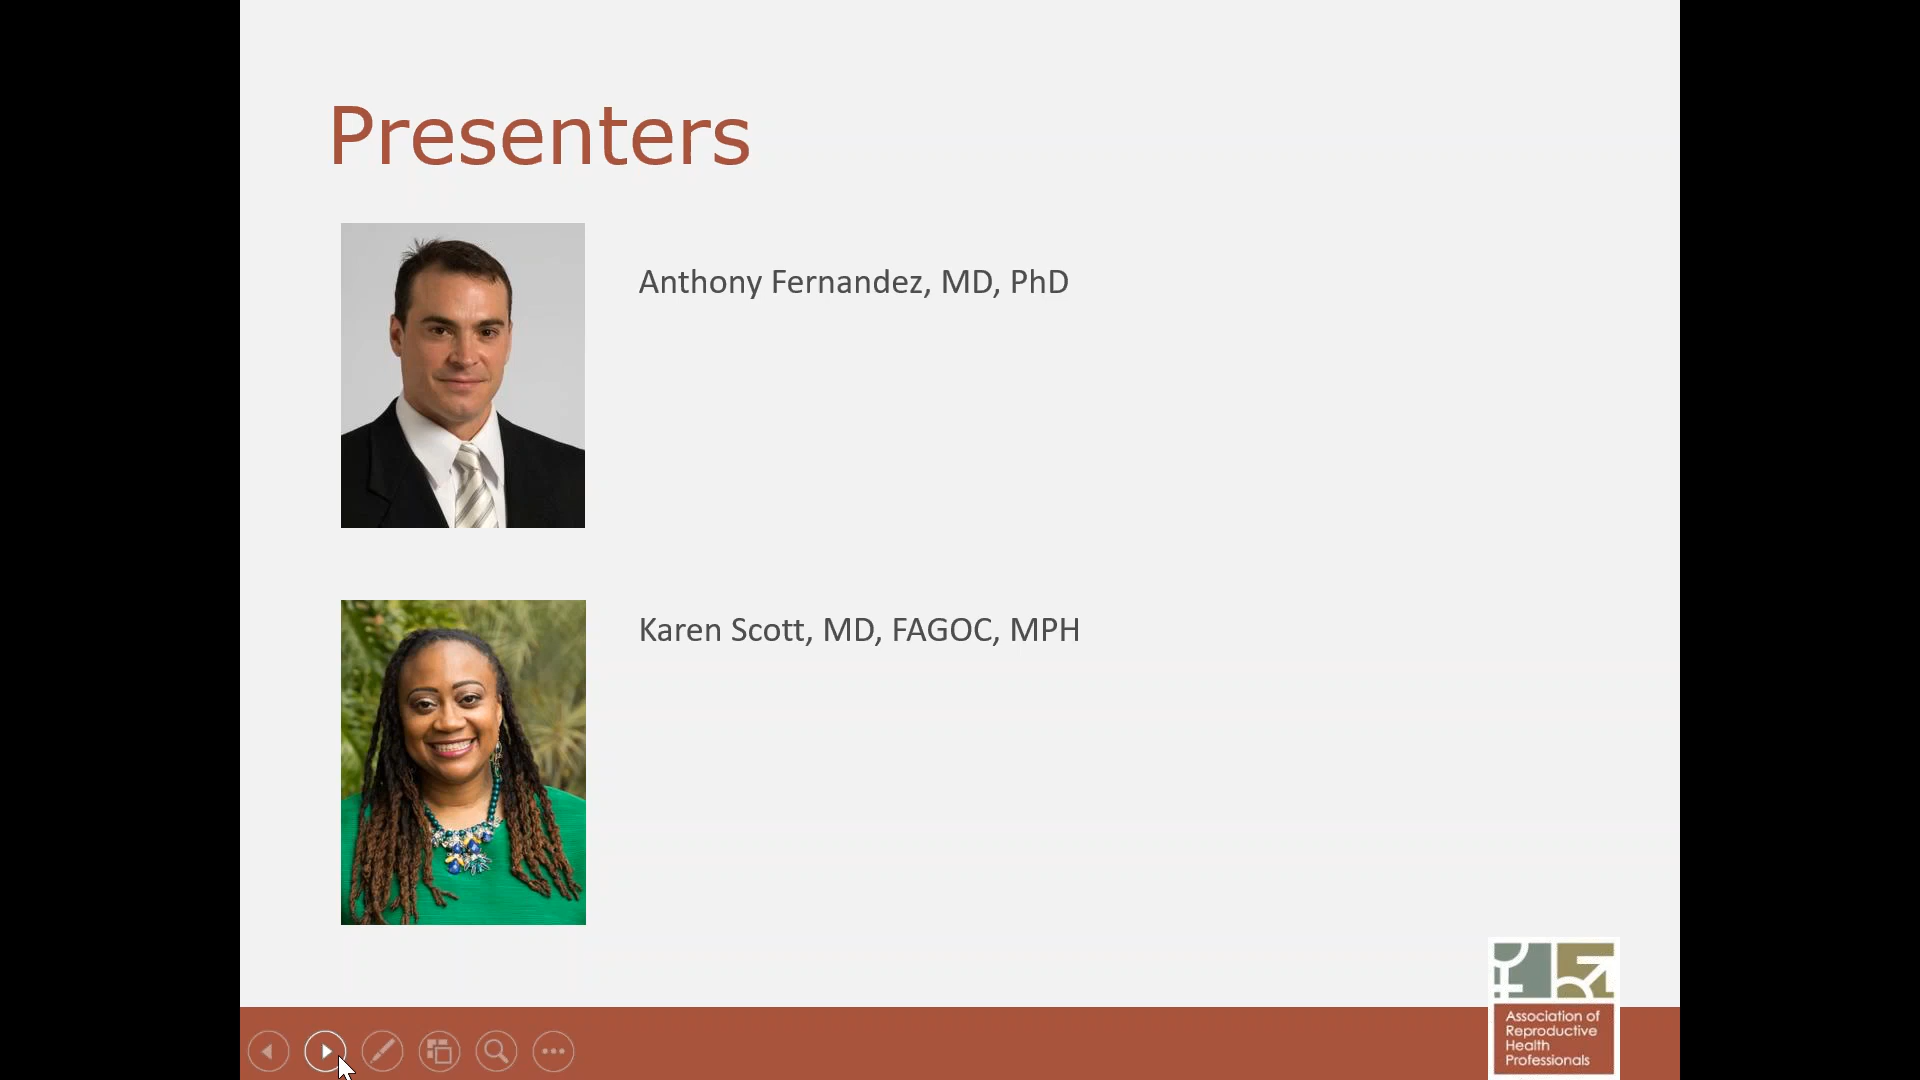 Presenters
Anthony Fernandez, MD, PhD
Karen Scott, MD, FAGOC, MPH
Association of
Reproductive
Health
Professionals